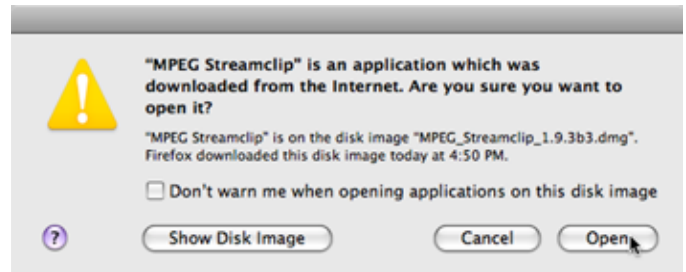 “MPEG Streamclip” is an application which was
downloaded from the Internet. Are you sure you want to
open it?
“MPEG Streamclip” is on the disk image “MPEG_Streamclip_1.9.3b3.dmg”.
Firefox downloaded this disk image today at 4:50 PM.
Don't warn me when opening applications on this disk image
? Show Disk Image Cancel Open